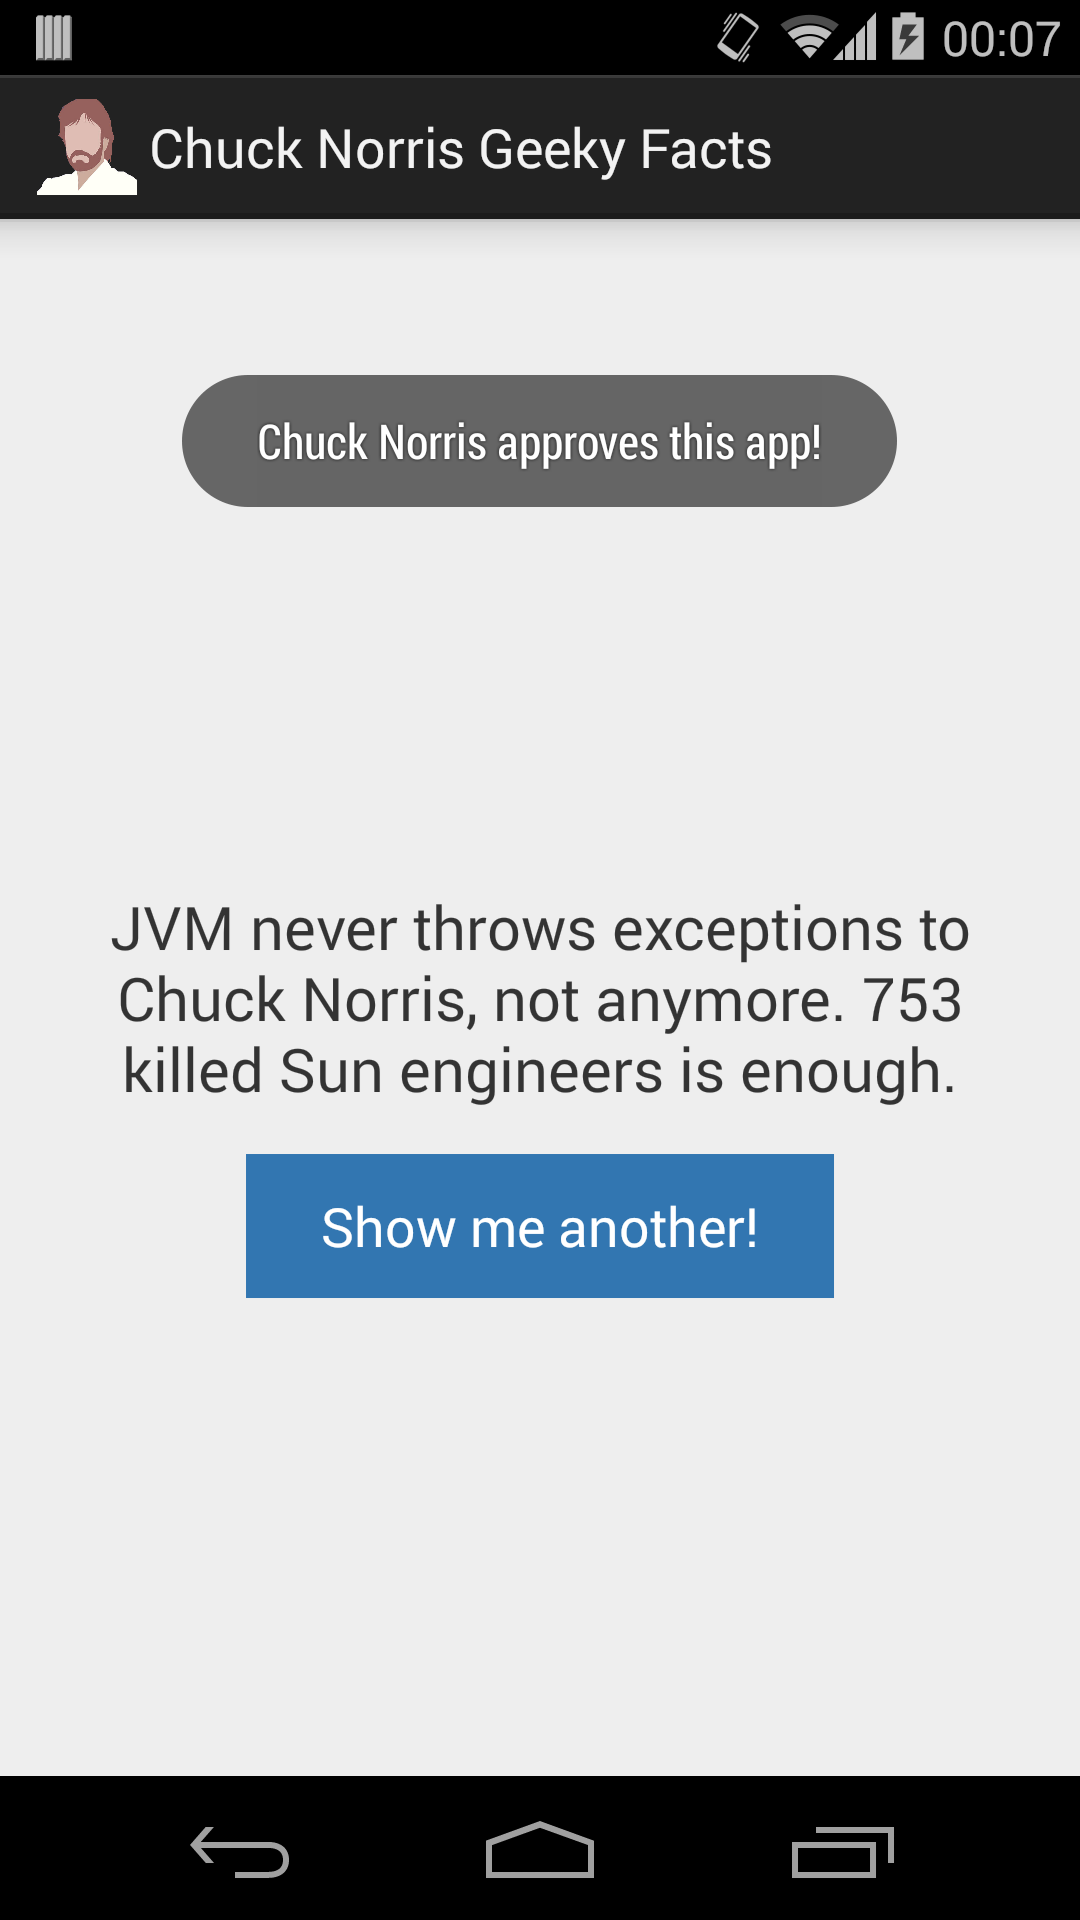 00:07
Chuck Norris Geeky Facts
Chuck Norris approves this app!
JVM never throws exceptions to
Chuck Norris, not anymore. 753
killed Sun engineers is enough.
Show me another!